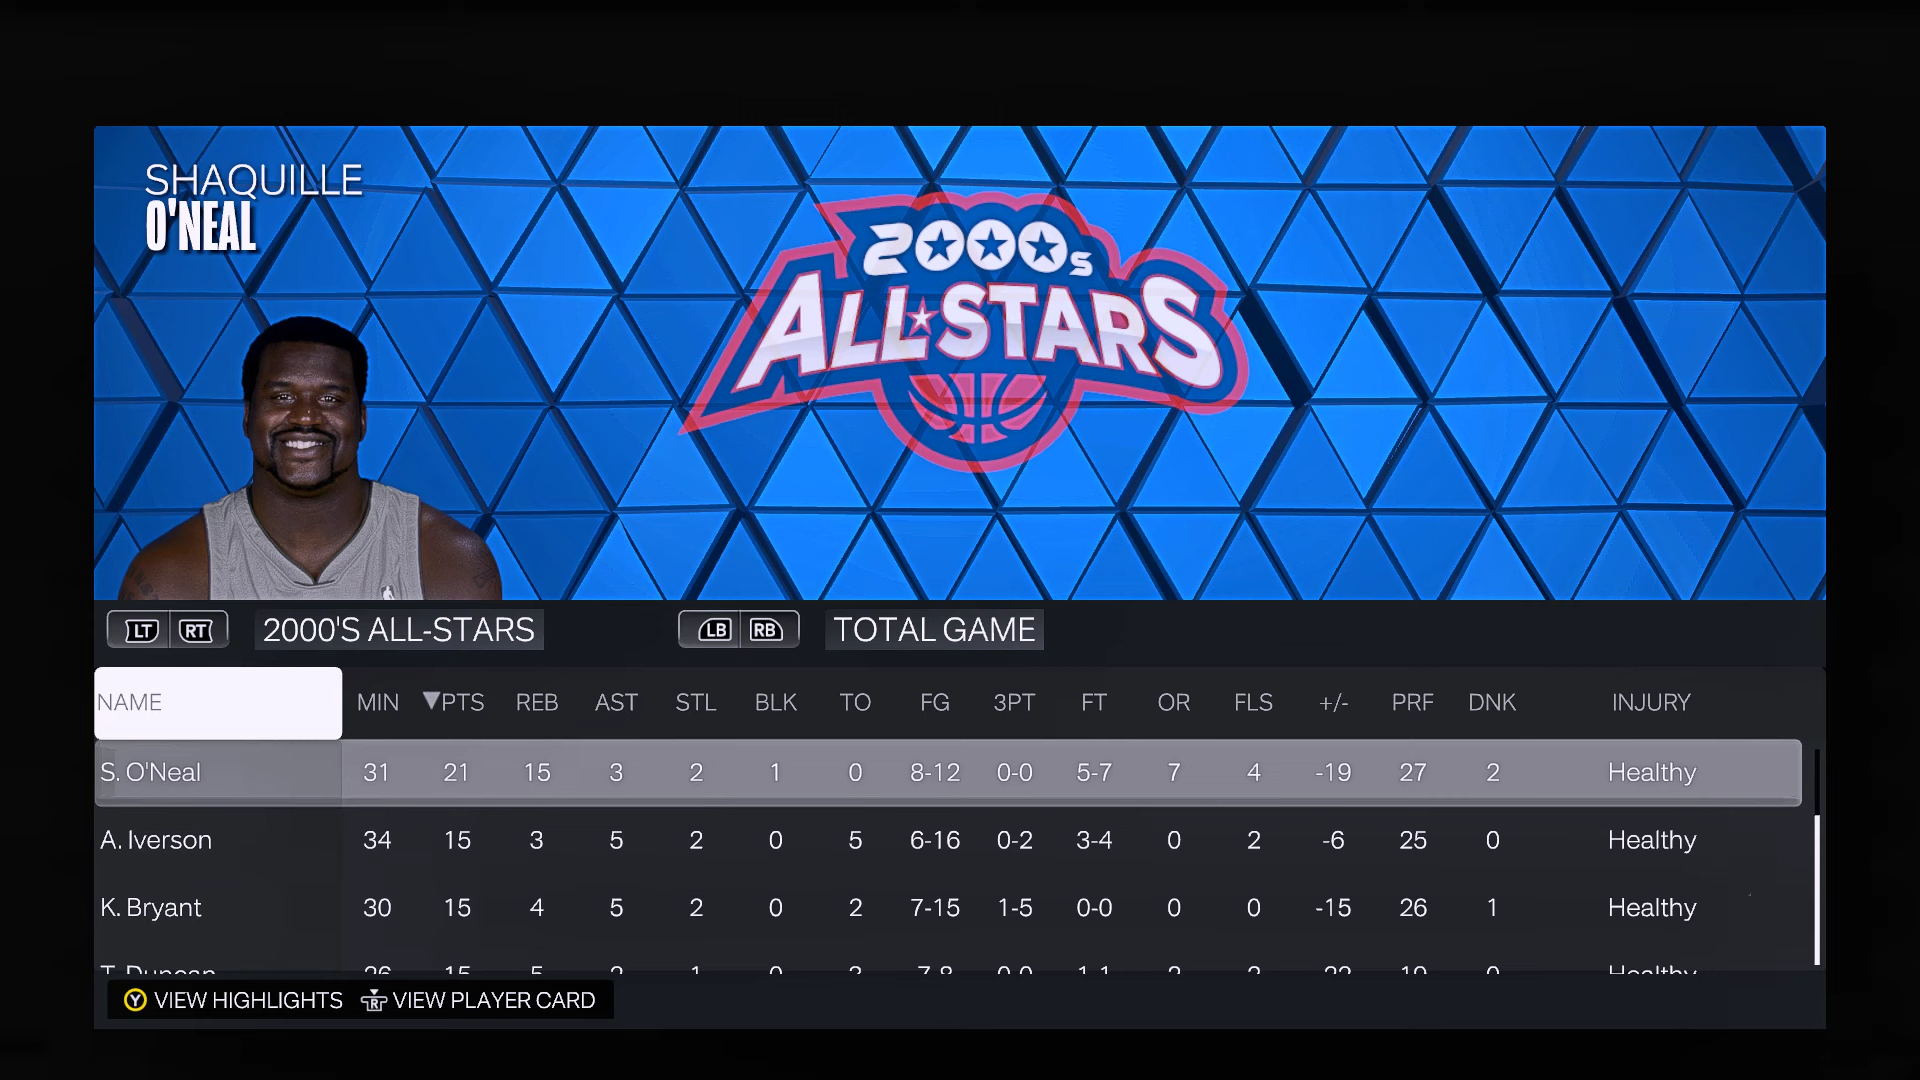 SHAQUILLE
O'NEAL
2000s
ALL-STARS
LT RT 2000'S ALL-STARS LB RB TOTAL GAME
NAME MIN ▼PTS REB AST STL BLK TO FG 3PT FT OR FLS +/- PRF DNK INJURY
S. O'Neal 31 21 15 3 2 1 0 8-12 0-0 5-7 7 4 -19 27 2 Healthy
A. Iverson 34 15 3 5 2 0 5 6-16 0-2 3-4 0 2 -6 25 0 Healthy
K. Bryant 30 15 4 5 2 0 2 7-15 1-5 0-0 0 0 -15 26 1 Healthy
T. Duncan 15 Healthy
Y VIEW HIGHLIGHTS R VIEW PLAYER CARD